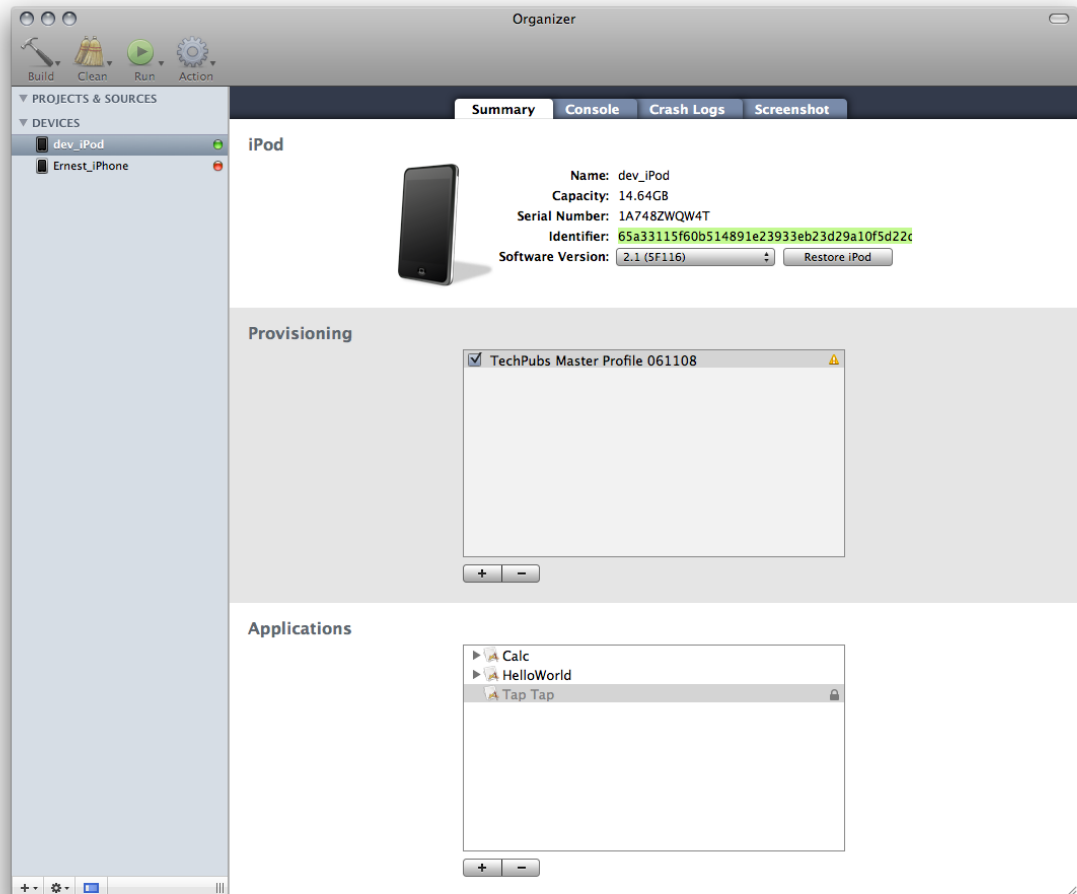 Organizer
Build Clean Run Action
PROJECTS & SOURCES
DEVICES
dev_iPod
Ernest_iPhone
Summary Console Crash Logs Screenshot
iPod
Name: dev_iPod
Capacity: 14.64GB
Serial Number: 1A748ZWQW4T
Identifier: 65a33115f60b514891e23933eb23d29a10f5d22c
Software Version: 2.1 (5F116) Restore iPod
Provisioning
TechPubs Master Profile 061108
+ −
Applications
Calc
HelloWorld
Tap Tap
+ −